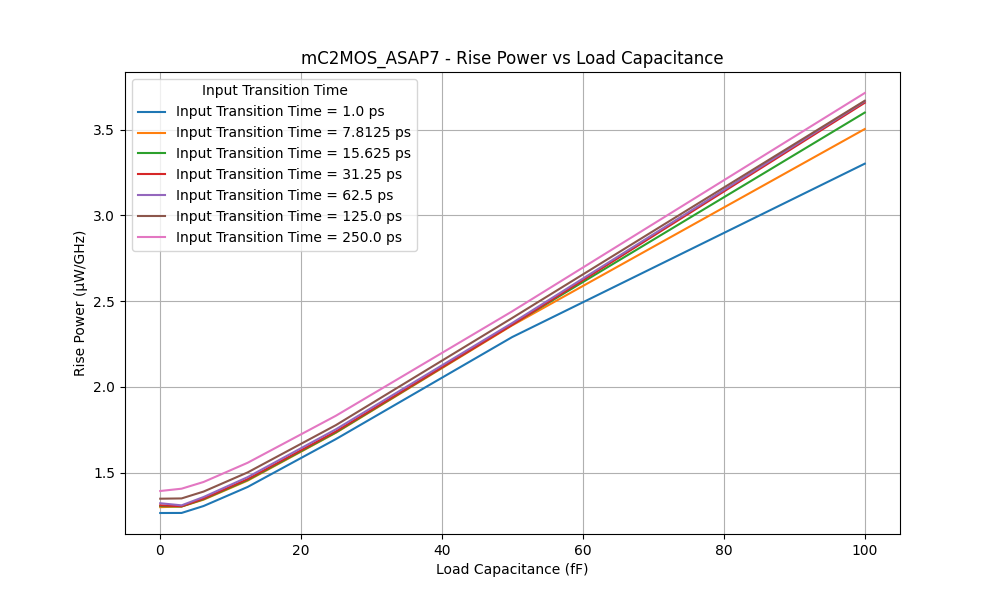 mC2MOS_ASAP7 - Rise Power vs Load Capacitance
Input Transition Time
Input Transition Time = 1.0 ps
Input Transition Time = 7.8125 ps
Input Transition Time = 15.625 ps
Input Transition Time = 31.25 ps
Input Transition Time = 62.5 ps
Input Transition Time = 125.0 ps
Input Transition Time = 250.0 ps
Rise Power (μW/GHz)
3.5
3.0
2.5
2.0
1.5
0 20 40 60 80 100
Load Capacitance (fF)